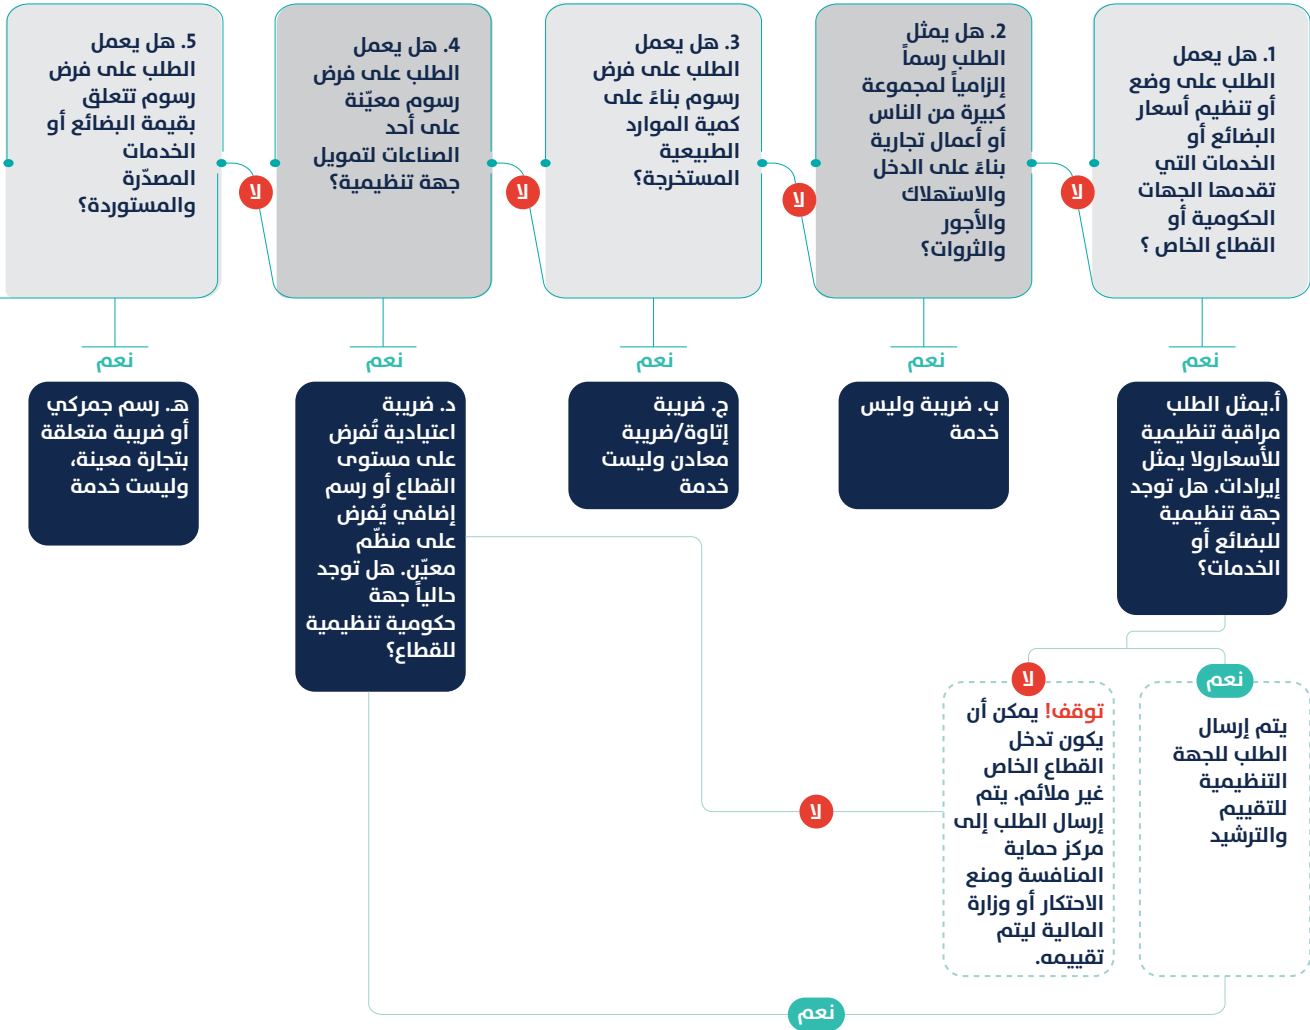 1. هل يعمل
الطلب على وضع
أو تنظيم أسعار
البضائع أو
الخدمات التي
تقدمها الجهات
الحكومية أو
القطاع الخاص ؟
لا
2. هل يمثل
الطلب رسماً
إلزامياً لمجموعة
كبيرة من الناس
أو أعمال تجارية
بناءً على الدخل
والاستهلاك
والأجور
والثروات؟
لا
3. هل يعمل
الطلب على فرض
رسوم بناءً على
كمية الموارد
الطبيعية
المستخرجة؟
لا
4. هل يعمل
الطلب على فرض
رسوم معيّنة
على أحد
الصناعات لتمويل
جهة تنظيمية؟
لا
5. هل يعمل
الطلب على فرض
رسوم تتعلق
بقيمة البضائع أو
الخدمات
المصدّرة
والمستوردة؟
نعم
نعم
نعم
نعم
نعم
أ.يمثل الطلب
مراقبة تنظيمية
للأسعارولا يمثل
إيرادات. هل توجد
جهة تنظيمية
للبضائع أو
الخدمات؟
ب. ضريبة وليس
خدمة
ج. ضريبة
إتاوة/ضريبة
معادن وليست
خدمة
د. ضريبة
اعتيادية تُفرض
على مستوى
القطاع أو رسم
إضافي يُفرض
على منظّم
معيّن. هل توجد
حالياً جهة
حكومية تنظيمية
للقطاع؟
هـ. رسم جمركي
أو ضريبة متعلقة
بتجارة معينة،
وليست خدمة
نعم
يتم إرسال
الطلب للجهة
التنظيمية
للتقييم
والترشيد
لا
توقف! يمكن أن
يكون تدخل
القطاع الخاص
غير ملائم. يتم
إرسال الطلب إلى
مركز حماية
المنافسة ومنع
الاحتكار أو وزارة
المالية ليتم
تقييمه.
لا
نعم